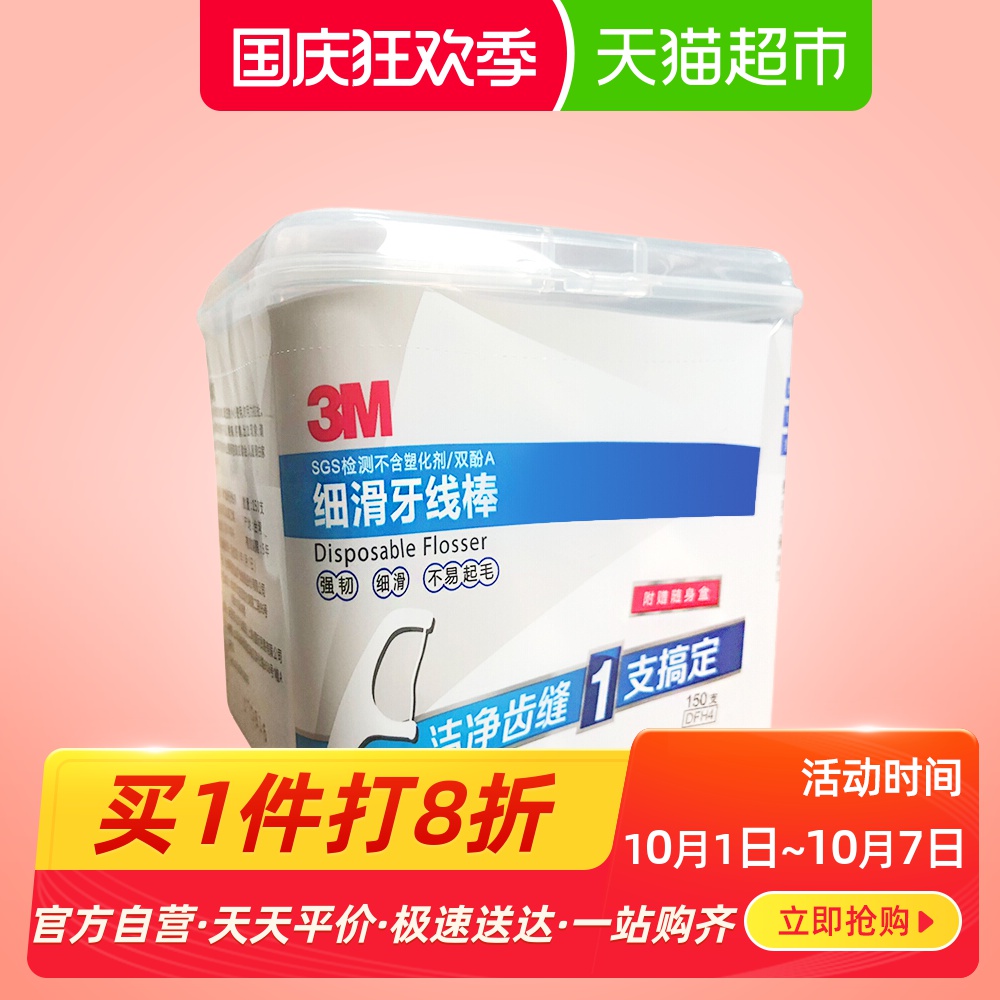 国庆狂欢季
天猫超市
3M
SGS检测不含塑化剂/双酚A
细滑牙线棒
Disposable Flosser
强韧 细滑 不易起毛
附赠随身盒
洁净齿缝1支搞定
150支
DFH4
买1件打8折
活动时间
10月1日~10月7日
官方自营·天天平价·极速送达·一站购齐
立即抢购